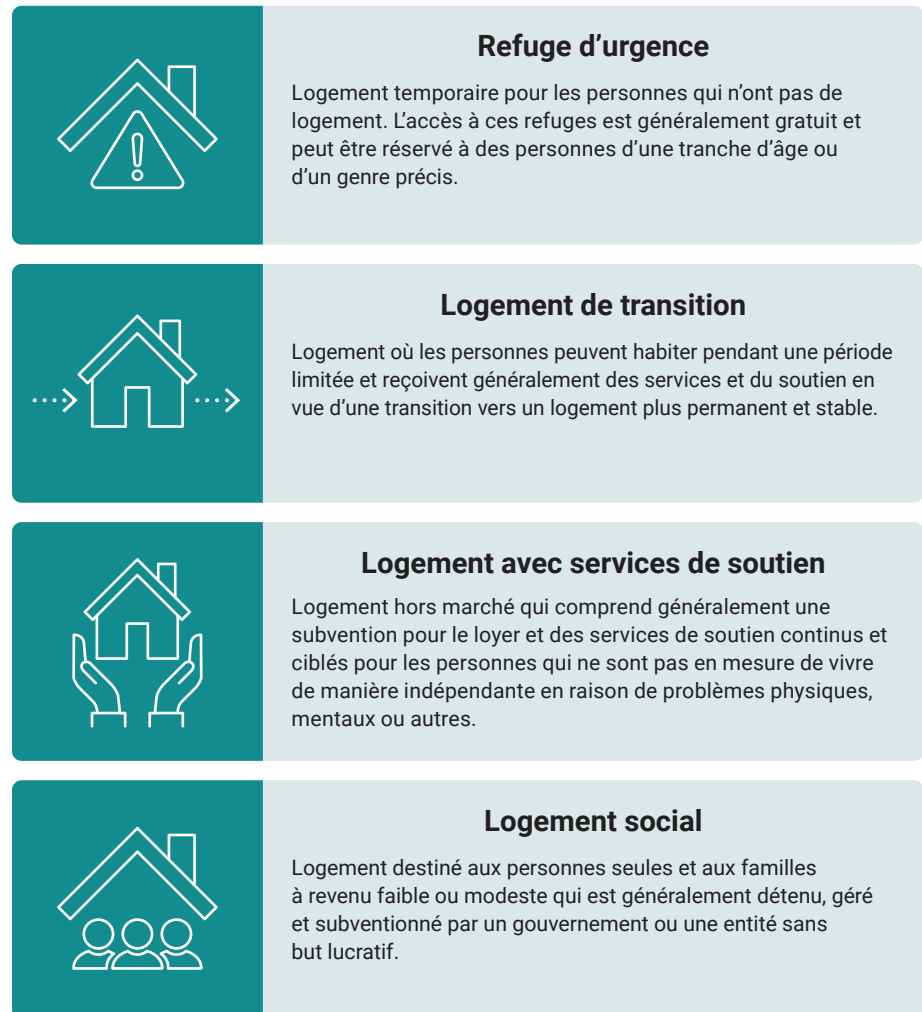 Refuge d’urgence
Logement temporaire pour les personnes qui n’ont pas de
logement. L’accès à ces refuges est généralement gratuit et
peut être réservé à des personnes d’une tranche d’âge ou
d’un genre précis.
Logement de transition
Logement où les personnes peuvent habiter pendant une période
limitée et reçoivent généralement des services et du soutien en
vue d’une transition vers un logement plus permanent et stable.
Logement avec services de soutien
Logement hors marché qui comprend généralement une
subvention pour le loyer et des services de soutien continus et
ciblés pour les personnes qui ne sont pas en mesure de vivre
de manière indépendante en raison de problèmes physiques,
mentaux ou autres.
Logement social
Logement destiné aux personnes seules et aux familles
à revenu faible ou modeste qui est généralement détenu, géré
et subventionné par un gouvernement ou une entité sans
but lucratif.